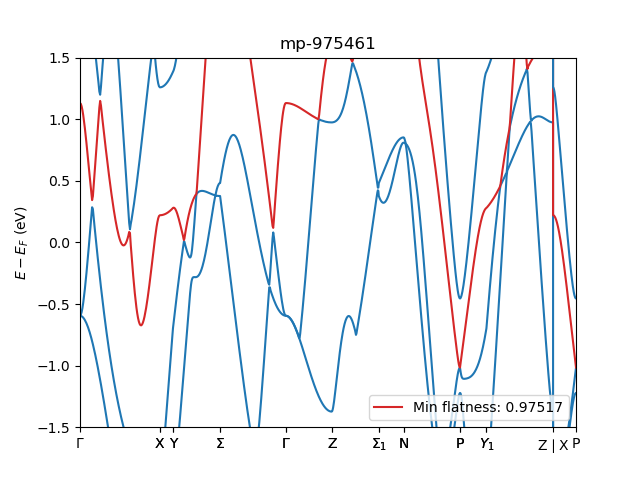 mp-975461
1.5
1.0
0.5
0.0
−0.5
−1.0
−1.5
E − E_F (eV)
Min flatness: 0.97517
Γ X Y Σ Γ Z Σ₁ N P Y₁ Z | X P